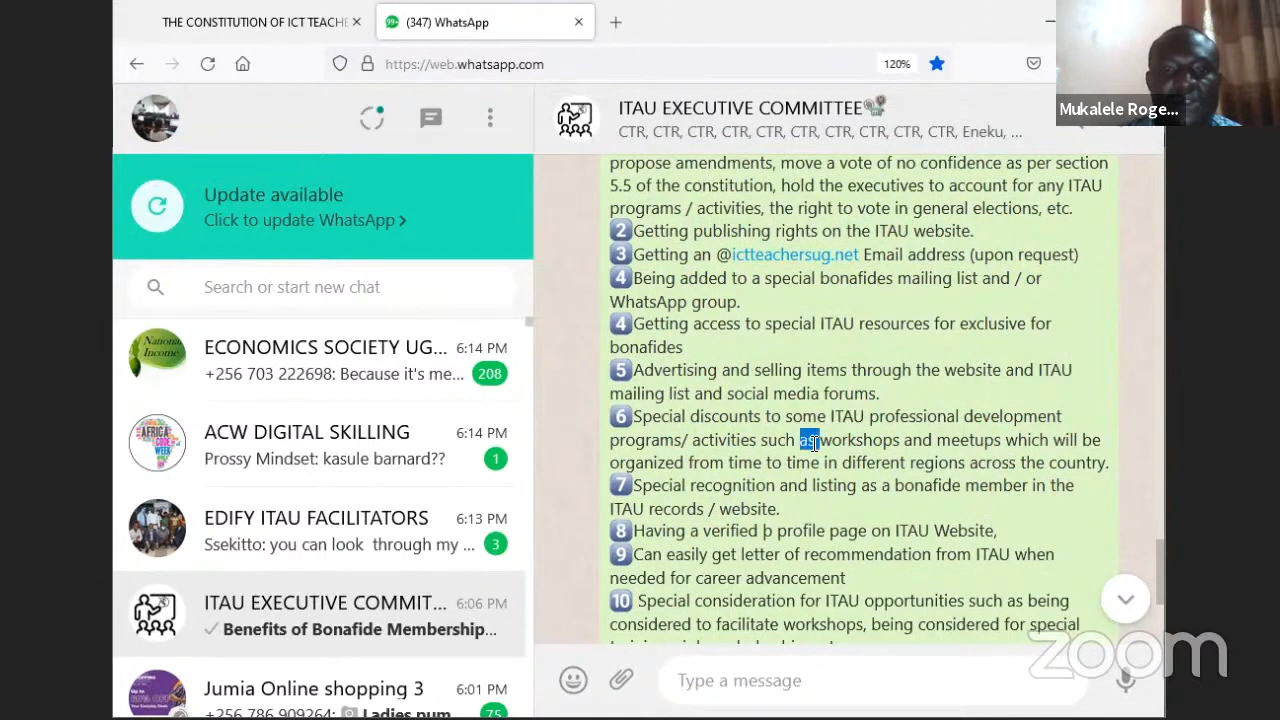 THE CONSTITUTION OF ICT TEACHE
(347) WhatsApp
99+
https://web.whatsapp.com
120%
Mukalele Roge...
Update available
Click to update WhatsApp
Search or start new chat
ECONOMICS SOCIETY UG... 6:14 PM
+256 703 222698: Because it's me... 208
National
Income
ACW DIGITAL SKILLING 6:14 PM
Prossy Mindset: kasule barnard?? 1
AFRICA
CODE
WEEK
EDIFY ITAU FACILITATORS 6:13 PM
Ssekitto: you can look through my ... 3
ITAU EXECUTIVE COMMIT... 6:06 PM
Benefits of Bonafide Membership...
Jumia Online shopping 3 6:01 PM
+256 786 909264: Ladies pum 75
ITAU EXECUTIVE COMMITTEE
CTR, CTR, CTR, CTR, CTR, CTR, CTR, CTR, CTR, CTR, Eneku, ...
propose amendments, move a vote of no confidence as per section
5.5 of the constitution, hold the executives to account for any ITAU
programs / activities, the right to vote in general elections, etc.
2 Getting publishing rights on the ITAU website.
3 Getting an @ictteachersug.net Email address (upon request)
4 Being added to a special bonafides mailing list and / or
WhatsApp group.
4 Getting access to special ITAU resources for exclusive for
bonafides
5 Advertising and selling items through the website and ITAU
mailing list and social media forums.
6 Special discounts to some ITAU professional development
programs/ activities such as workshops and meetups which will be
organized from time to time in different regions across the country.
7 Special recognition and listing as a bonafide member in the
ITAU records / website.
8 Having a verified þ profile page on ITAU Website,
9 Can easily get letter of recommendation from ITAU when
needed for career advancement
10 Special consideration for ITAU opportunities such as being
considered to facilitate workshops, being considered for special
Type a message
zoom